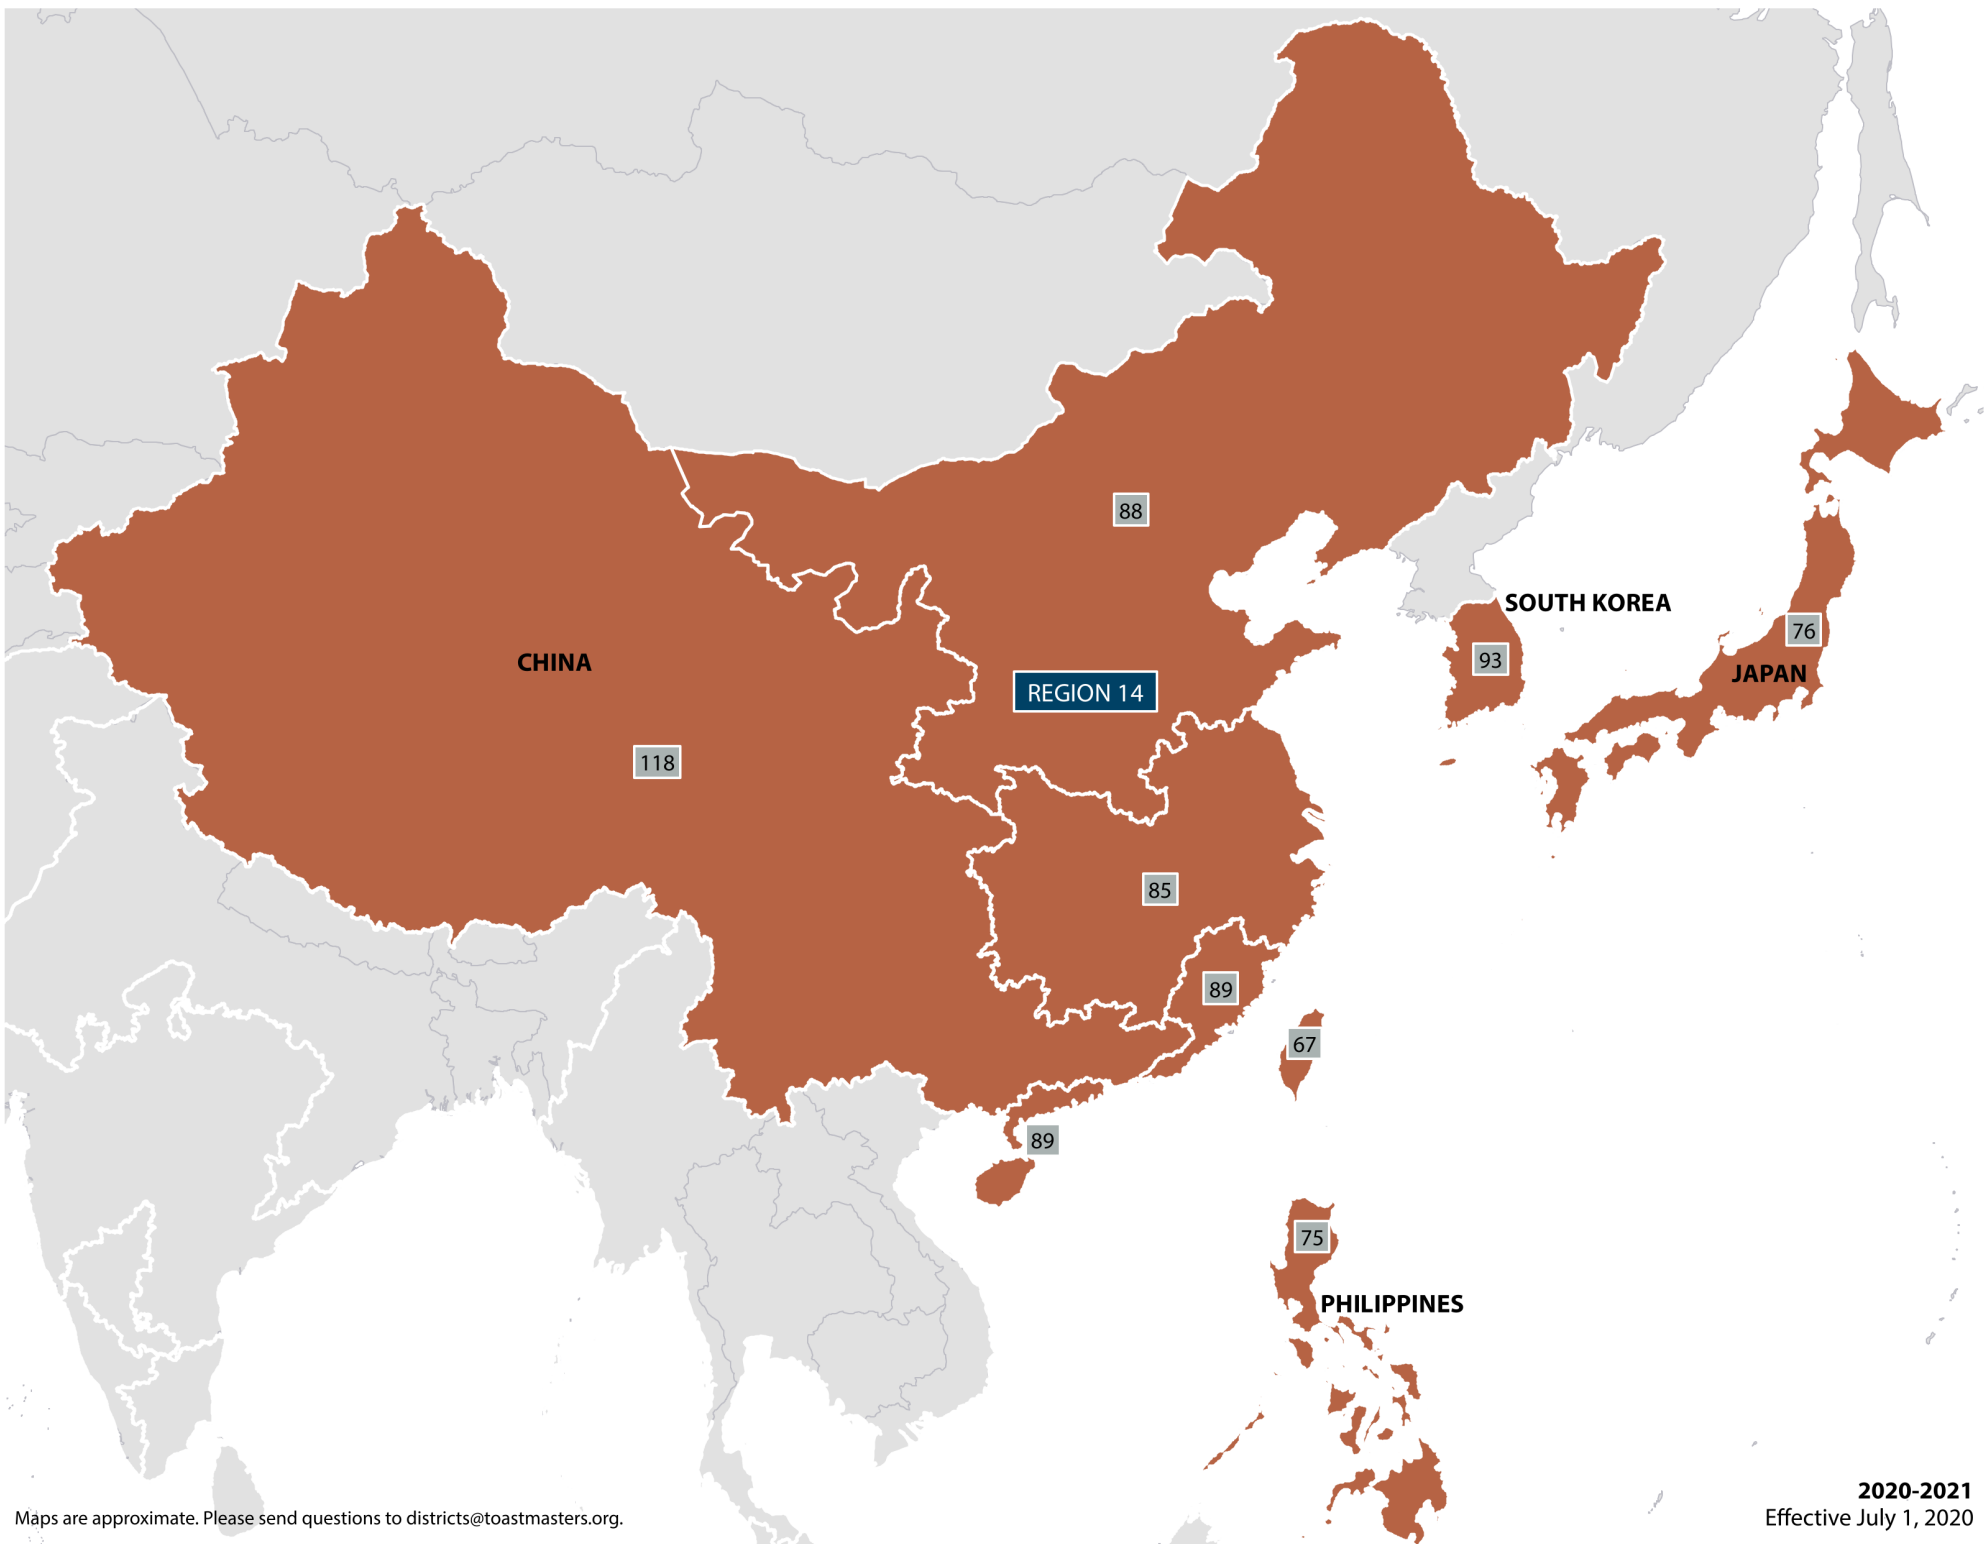 88
SOUTH KOREA
76
93
CHINA
JAPAN
REGION 14
118
85
89
67
89
75
PHILIPPINES
2020-2021
Maps are approximate. Please send questions to districts@toastmasters.org.
Effective July 1, 2020